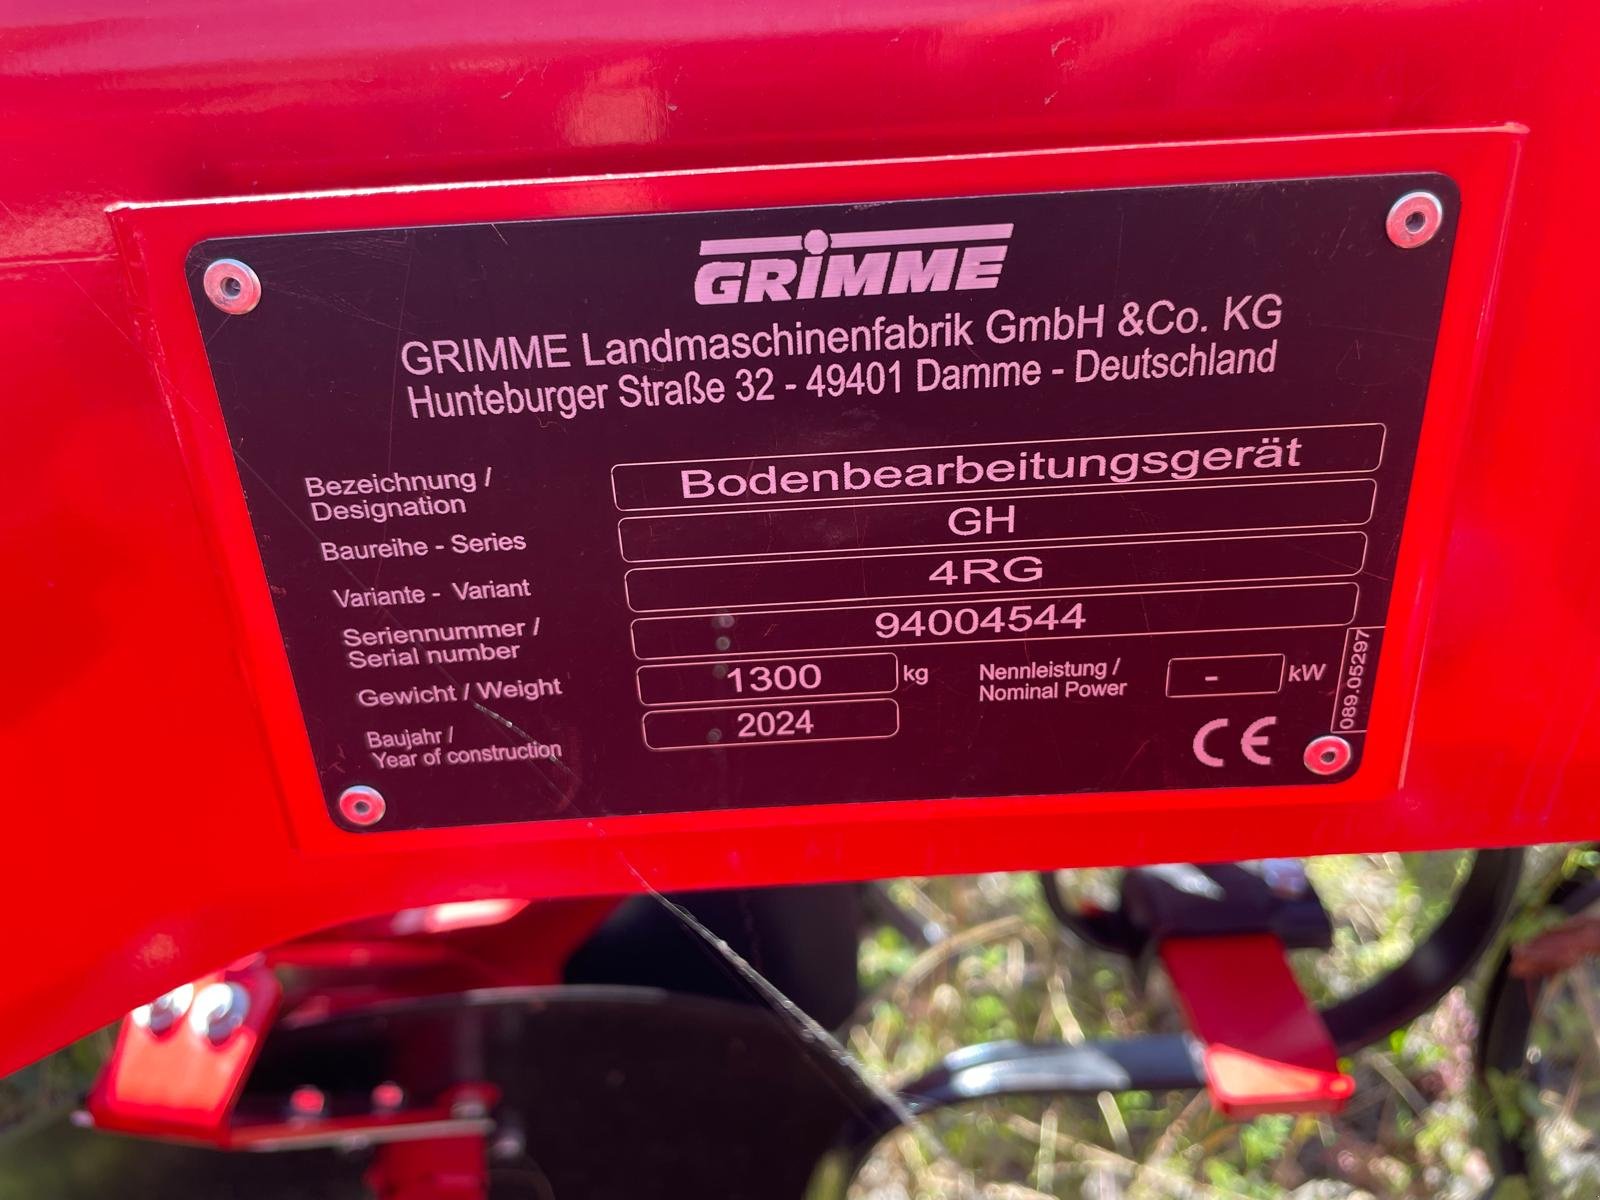 GRIMME
GRIMME Landmaschinenfabrik GmbH &Co. KG
Hunteburger Straße 32 - 49401 Damme - Deutschland
Bezeichnung /
Designation
Bodenbearbeitungsgerät
Baureihe - Series
GH
Variante - Variant
4RG
Seriennummer /
Serial number
94004544
Gewicht / Weight
1300 kg
Nennleistung /
Nominal Power
- kW
Baujahr /
Year of construction
2024
CE
089.05297